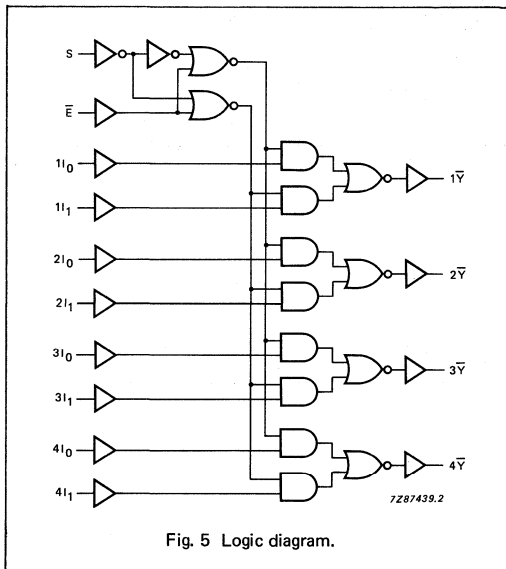 S
E̅
1I₀
1I₁
1Y̅
2I₀
2I₁
2Y̅
3I₀
3I₁
3Y̅
4I₀
4I₁
4Y̅
7Z87439.2
Fig. 5 Logic diagram.